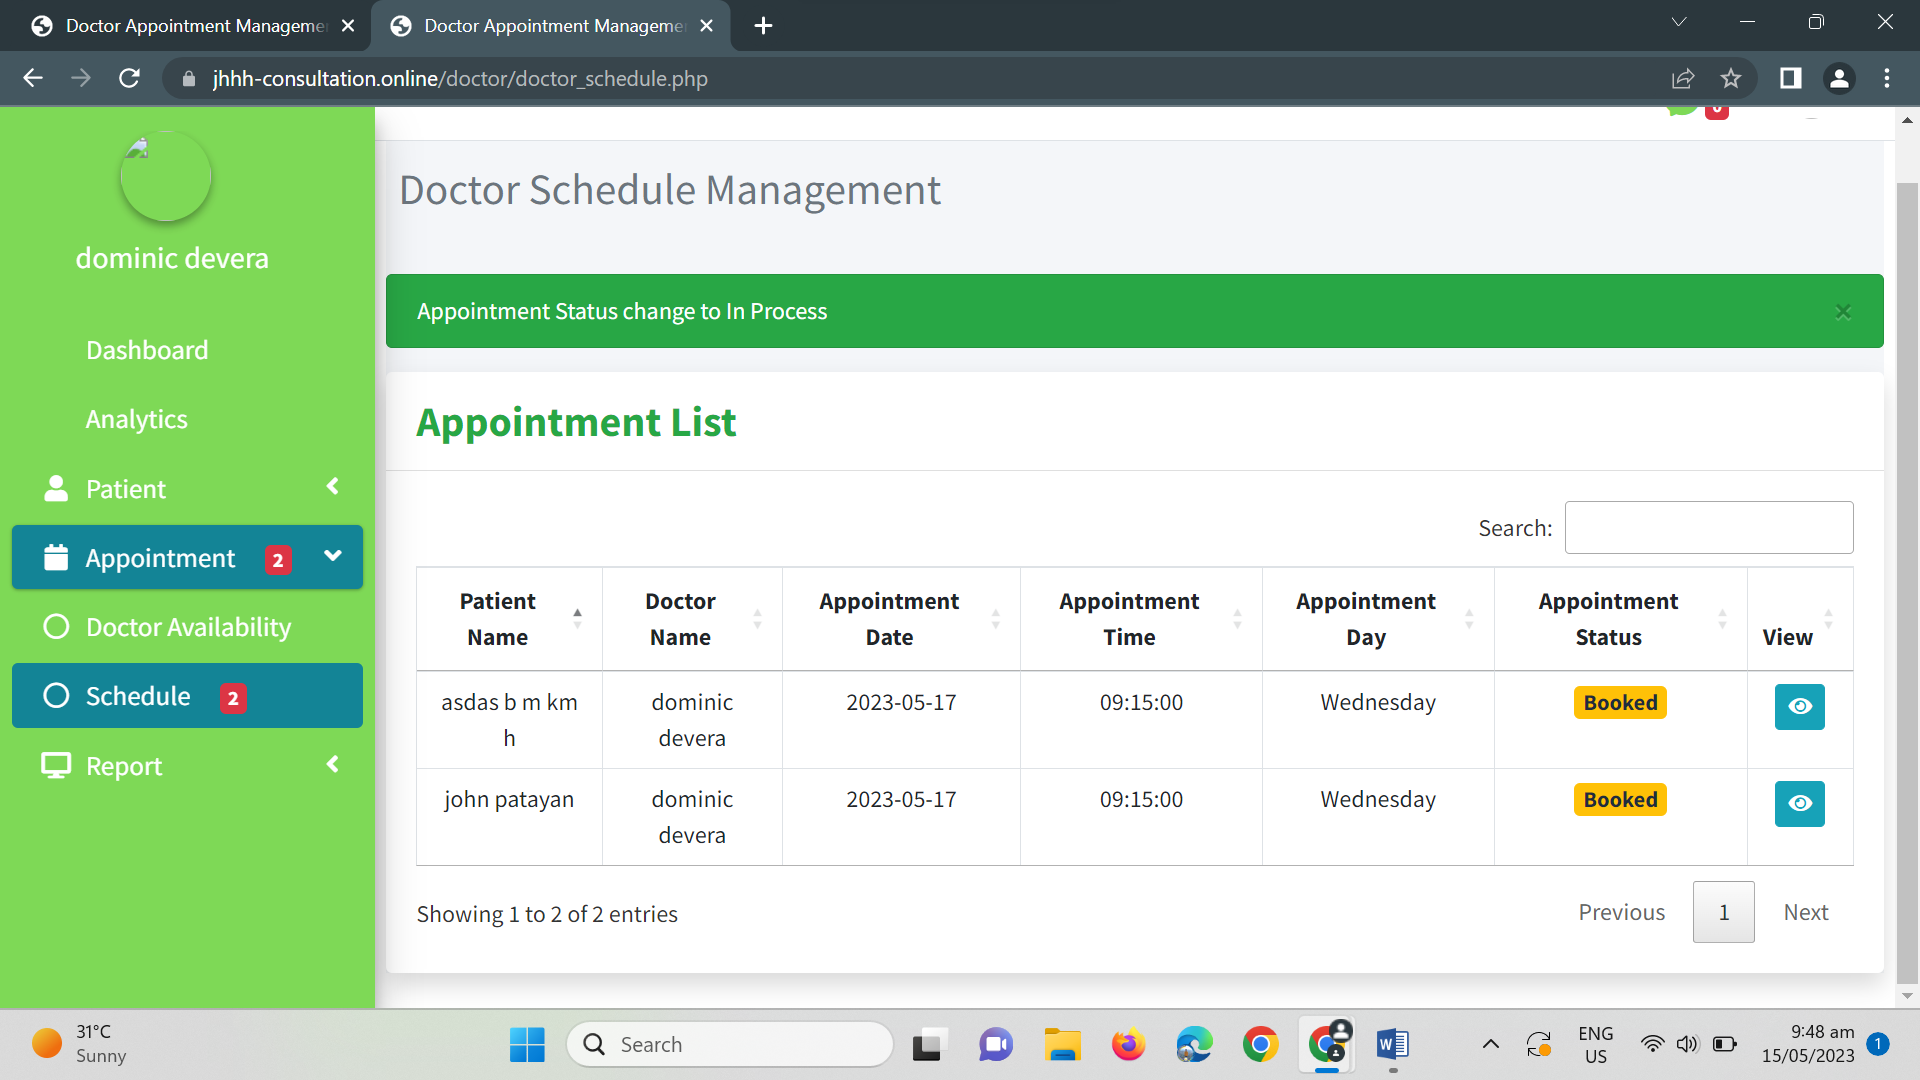 Doctor Appointment Manageme
Doctor Appointment Manageme
jhhh-consultation.online/doctor/doctor_schedule.php
dominic devera
Dashboard
Analytics
Patient
Appointment 2
Doctor Availability
Schedule 2
Report
Doctor Schedule Management
Appointment Status change to In Process ×
Appointment List
Search:
Patient Name
Doctor Name
Appointment Date
Appointment Time
Appointment Day
Appointment Status
View
asdas b m km h
dominic devera
2023-05-17
09:15:00
Wednesday
Booked
john patayan
dominic devera
2023-05-17
09:15:00
Wednesday
Booked
Showing 1 to 2 of 2 entries
Previous 1 Next
31°C
Sunny
Search
ENG
US
9:48 am
15/05/2023
1